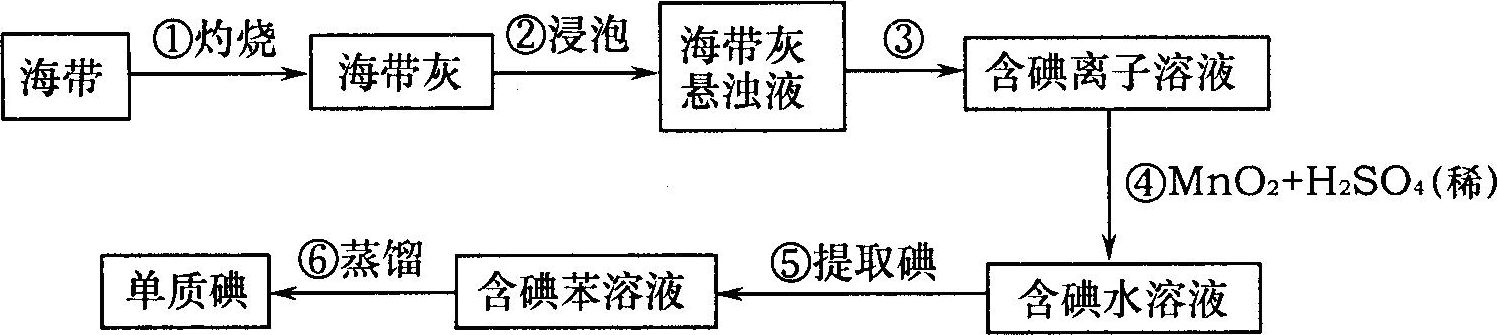 海带
①灼烧
海带灰
②浸泡
海带灰
悬浊液
③
含碘离子溶液
④MnO₂+H₂SO₄(稀)
含碘水溶液
⑤提取碘
含碘苯溶液
⑥蒸馏
单质碘